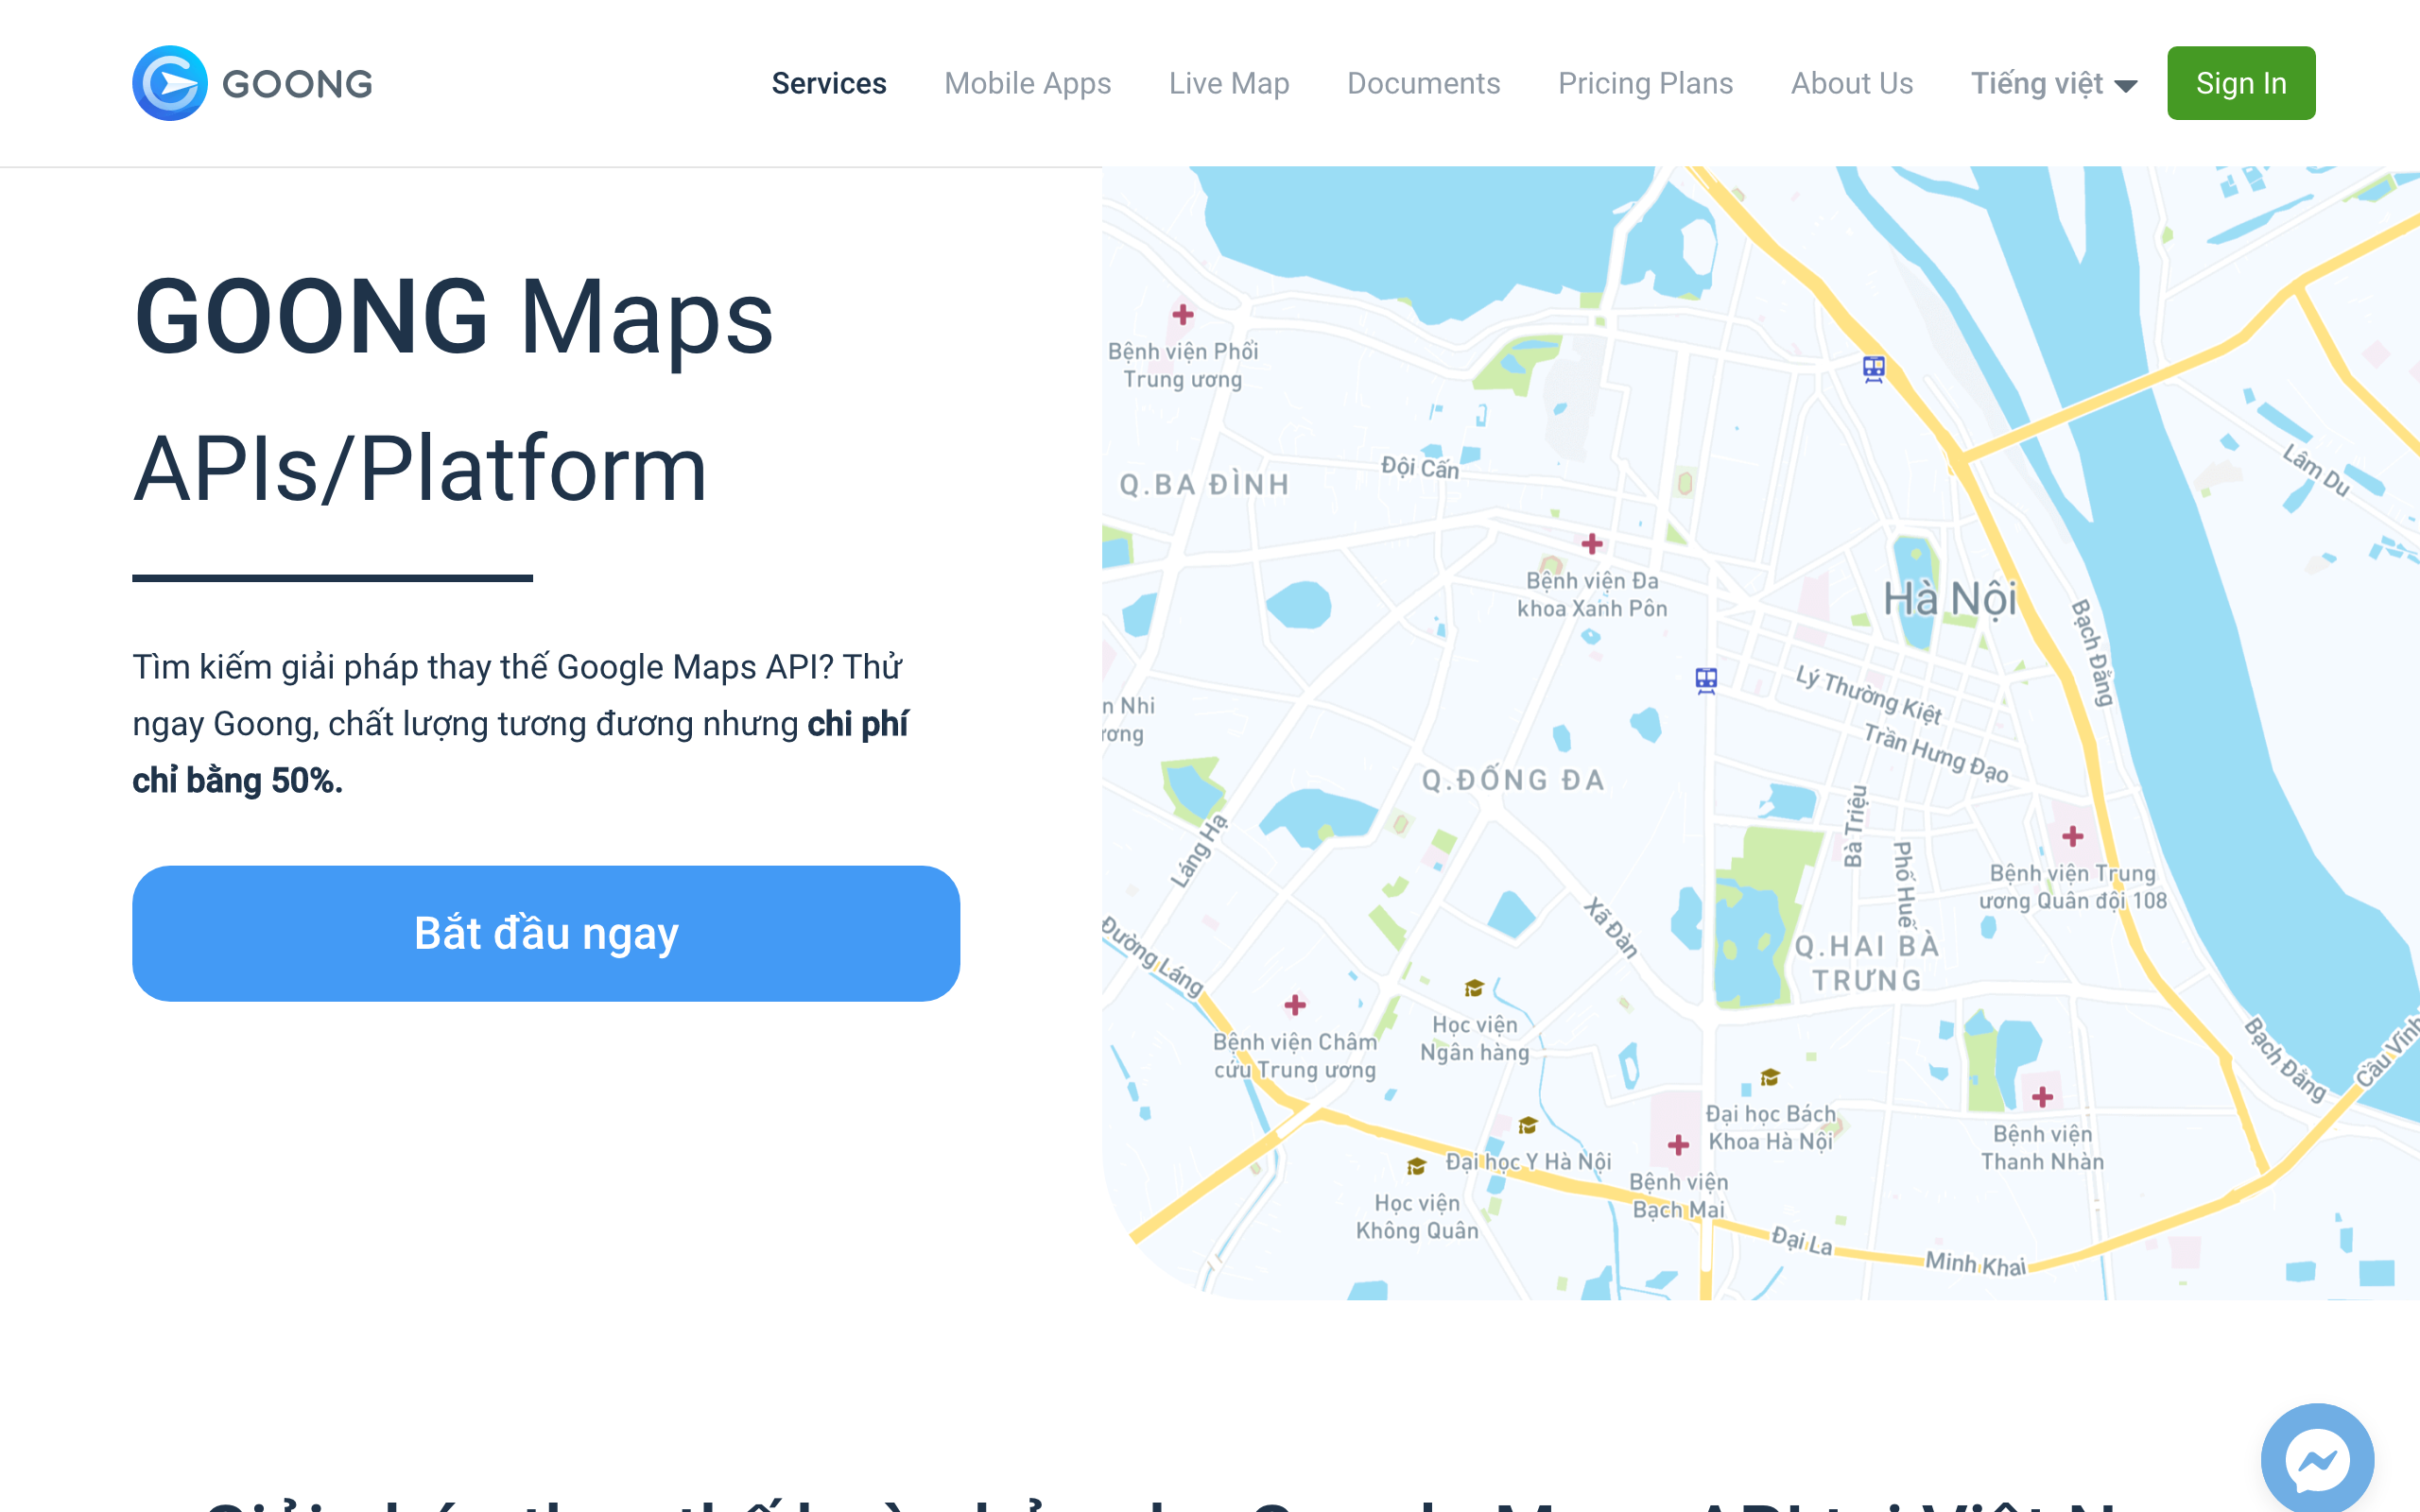 GOONG
Services
Mobile Apps
Live Map
Documents
Pricing Plans
About Us
Tiếng việt
Sign In
GOONG Maps
APIs/Platform
Tìm kiếm giải pháp thay thế Google Maps API? Thử
ngay Goong, chất lượng tương đương nhưng chi phí
chỉ bằng 50%.
Bắt đầu ngay
Bệnh viện Phổi
Trung ương
Q.BA ĐÌNH
Đội Cấn
Lâm Du
Bệnh viện Đa
khoa Xanh Pôn
Hà Nội
Bạch Đằng
n Nhi
ương
Lý Thường Kiệt
Trần Hưng Đạo
Q.ĐỐNG ĐA
Láng Hạ
Bà Triệu
Phố Huế
Bệnh viện Trung
ương Quân đội 108
Xã Đàn
Đường Láng
Q.HAI BÀ
TRƯNG
Học viện
Ngân hàng
Bệnh viện Châm
cứu Trung ương
Bạch Đằng
Cầu Vĩnh
Đại học Bách
Khoa Hà Nội
Bệnh viện
Thanh Nhàn
Đại học Y Hà Nội
Bệnh viện
Bạch Mai
Học viện
Không Quân
Đại La
Minh Khai